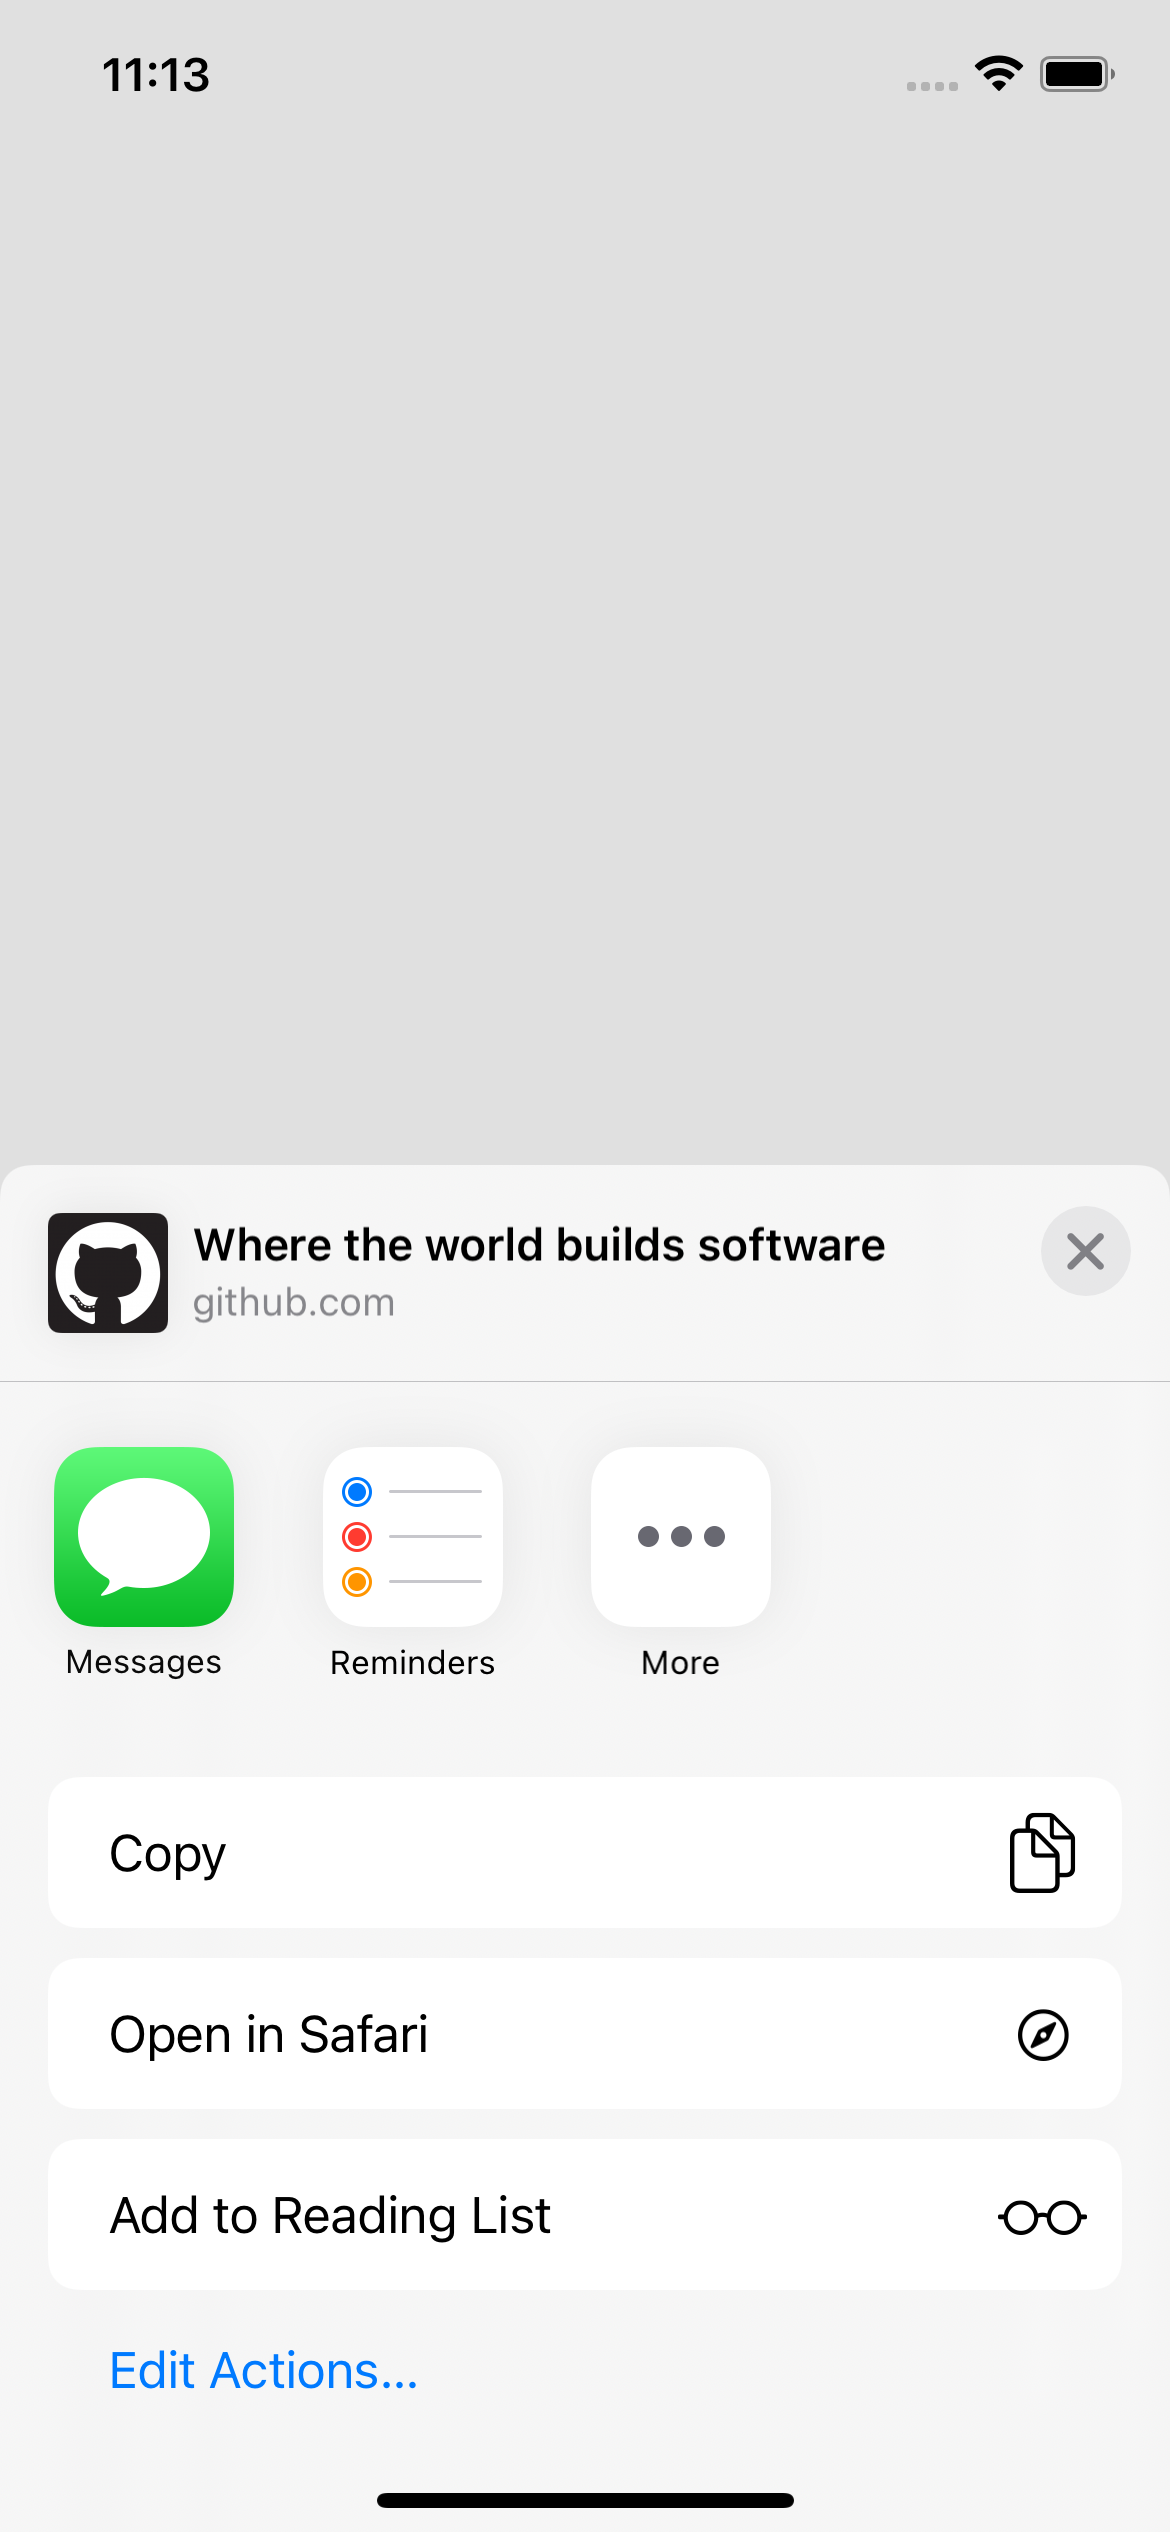 11:13
Where the world builds software
github.com
Messages
Reminders
More
Copy
Open in Safari
Add to Reading List
Edit Actions...